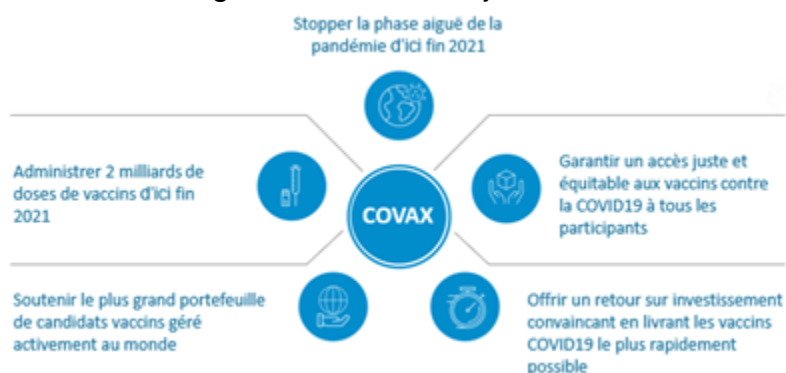 Stopper la phase aiguë de la
pandémie d'ici fin 2021
Administrer 2 milliards de
doses de vaccins d'ici fin
2021
Garantir un accès juste et
équitable aux vaccins contre
la COVID19 à tous les
participants
COVAX
Soutenir le plus grand portefeuille
de candidats vaccins géré
activement au monde
Offrir un retour sur investissement
convaincant en livrant les vaccins
COVID19 le plus rapidement
possible